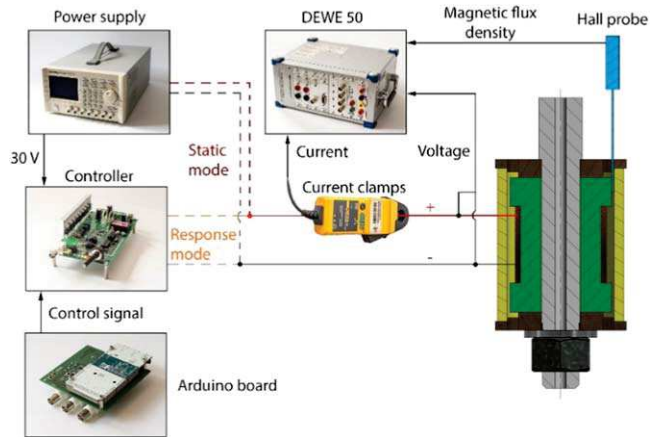 Power supply
DEWE 50
Magnetic flux
density
Hall probe
30 V
Controller
Static
mode
Current
Voltage
Current clamps
+
Response
mode
-
Control signal
Arduino board